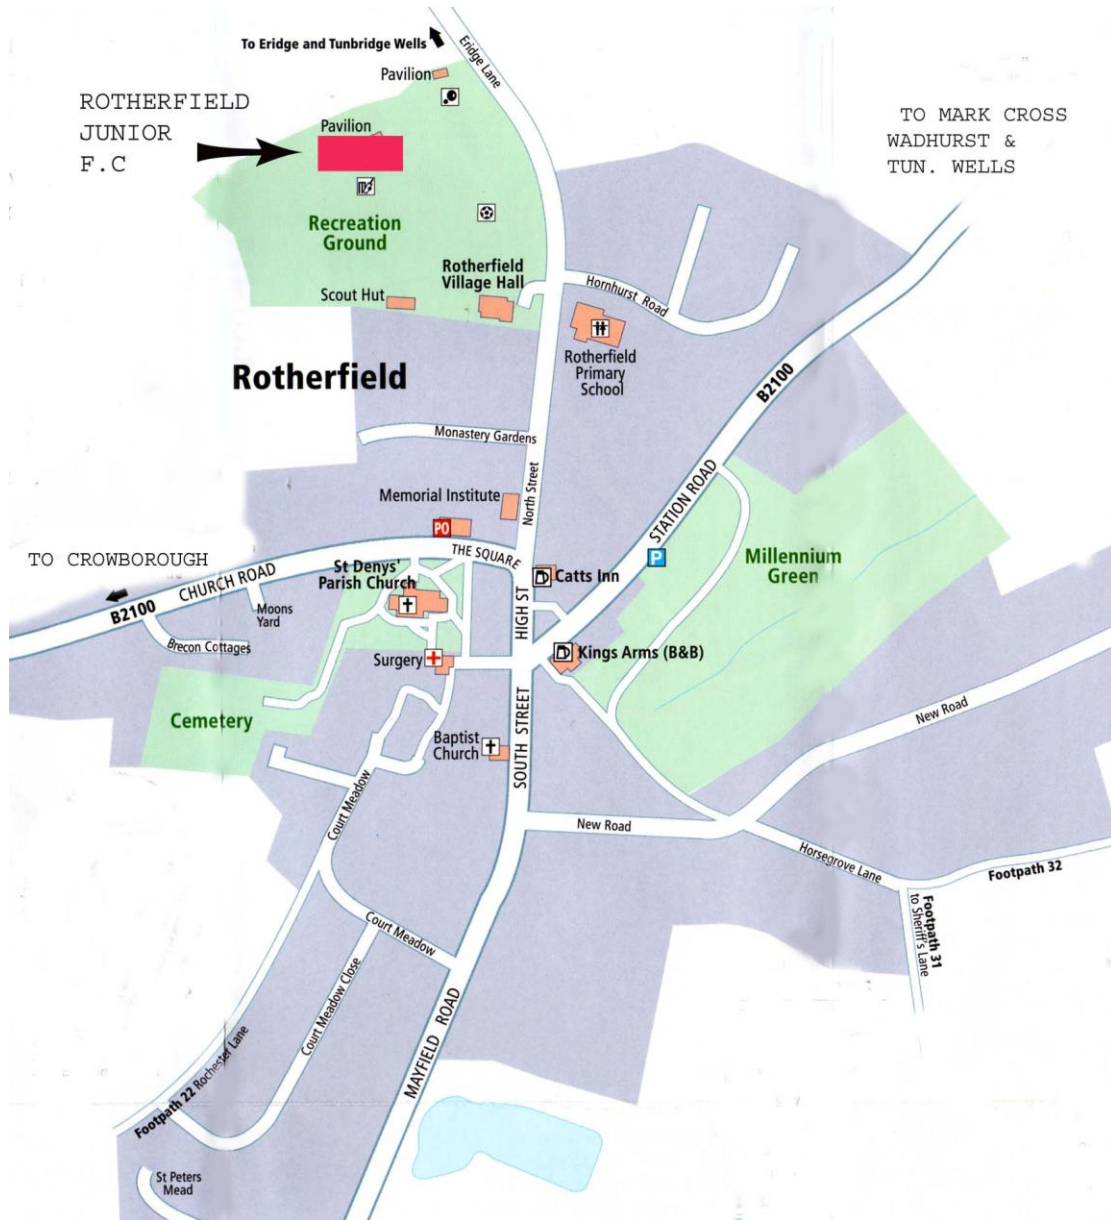 To Eridge and Tunbridge Wells
Eridge Lane
Pavilion
ROTHERFIELD
JUNIOR
F.C
Pavilion
TO MARK CROSS
WADHURST &
TUN. WELLS
Recreation
Ground
Rotherfield
Village Hall
Scout Hut
Hornhurst Road
Rotherfield
Primary
School
Rotherfield
B2100
Monastery Gardens
North Street
Memorial Institute
PO
STATION ROAD
THE SQUARE
P
Millennium
Green
TO CROWBOROUGH
CHURCH ROAD
B2100
St Denys'
Parish Church
Catts Inn
HIGH ST
Moons
Yard
Brecon Cottages
Surgery
Kings Arms (B&B)
Cemetery
SOUTH STREET
Baptist
Church
New Road
Court Meadow
New Road
Horsegrove Lane
Footpath 32
Footpath 31
to Sheriff's Lane
Court Meadow
Court Meadow Close
MAYFIELD ROAD
Footpath 22 Rochester Lane
St Peters
Mead